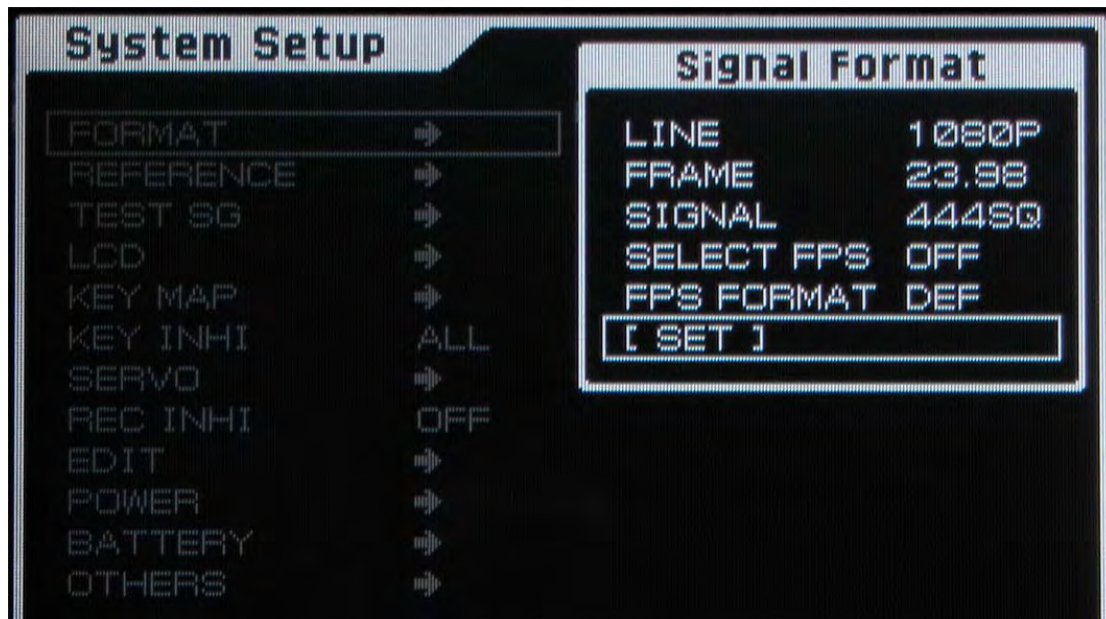 System Setup
FORMAT
REFERENCE
TEST SG
LCD
KEY MAP
KEY INHI ALL
SERVO
REC INHI OFF
EDIT
POWER
BATTERY
OTHERS
Signal Format
LINE 1080P
FRAME 23.98
SIGNAL 444SQ
SELECT FPS OFF
FPS FORMAT DEF
[ SET ]